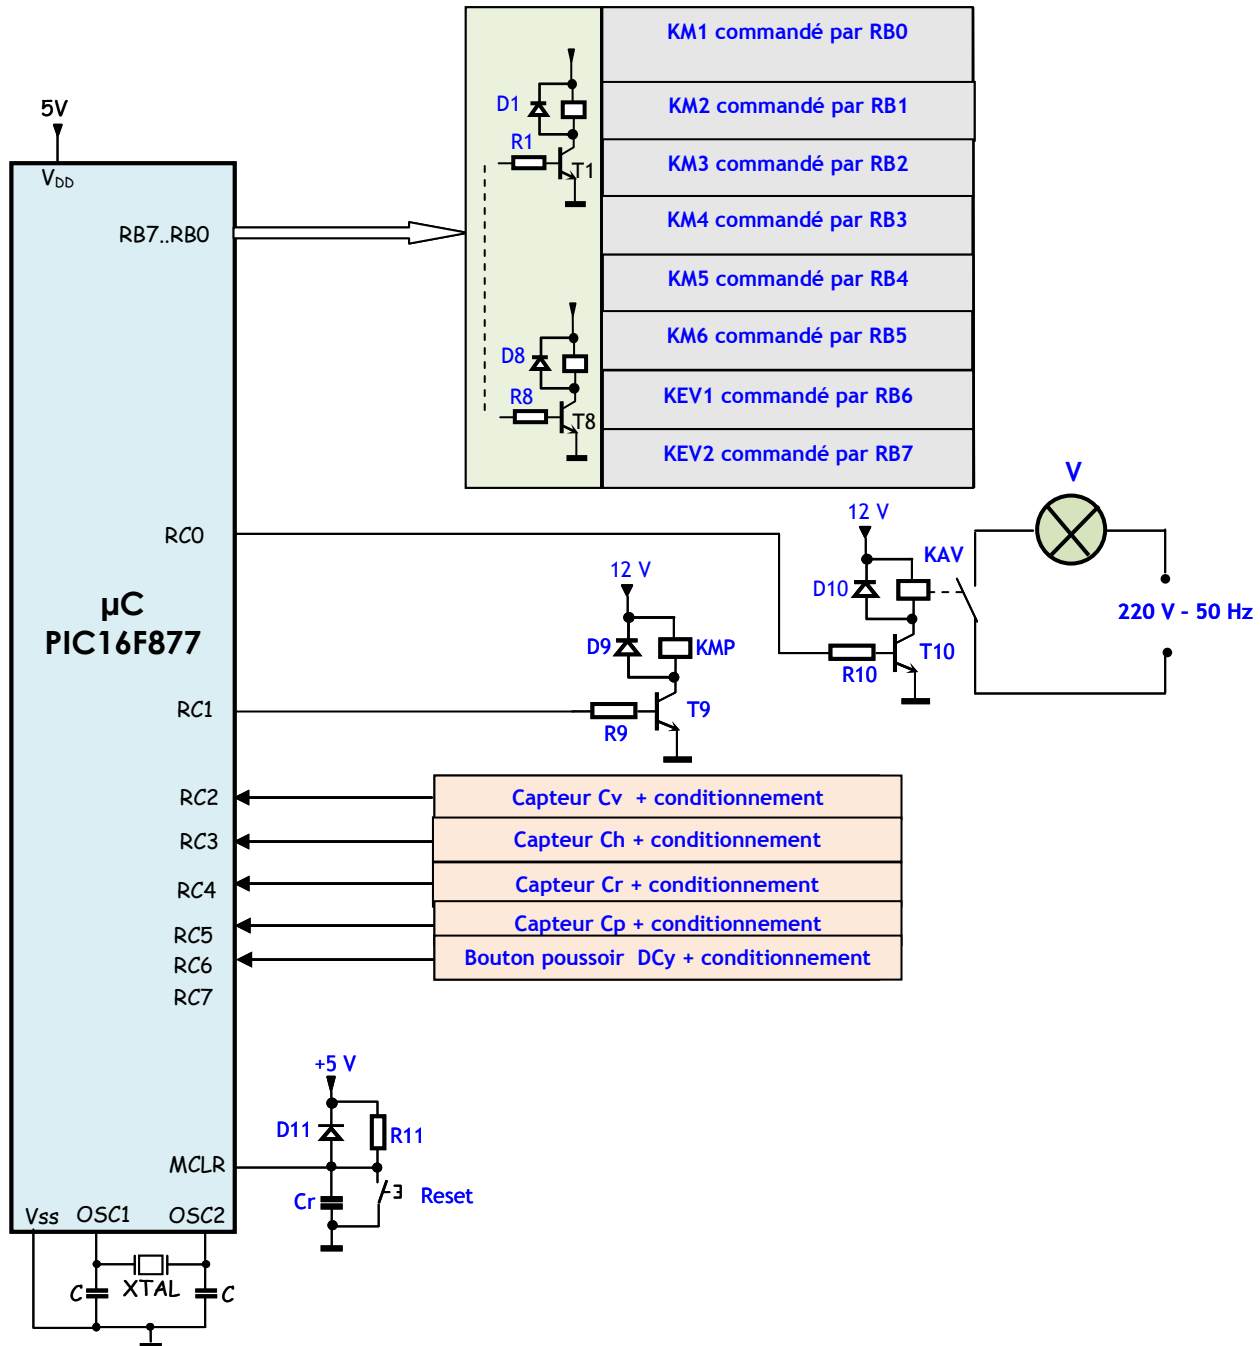 KM1 commandé par RB0
D1
KM2 commandé par RB1
5V
R1
T1
KM3 commandé par RB2
VDD
KM4 commandé par RB3
RB7..RB0
KM5 commandé par RB4
KM6 commandé par RB5
D8
R8
T8
KEV1 commandé par RB6
KEV2 commandé par RB7
V
12 V
RC0
KAV
12 V
D10
220 V - 50 Hz
µC
PIC16F877
D9
KMP
T10
R10
RC1
T9
R9
RC2
Capteur Cv + conditionnement
RC3
Capteur Ch + conditionnement
RC4
Capteur Cr + conditionnement
RC5
Capteur Cp + conditionnement
RC6
Bouton poussoir DCy + conditionnement
RC7
+5 V
D11
R11
MCLR
Cr
Reset
Vss
OSC1
OSC2
C
XTAL
C